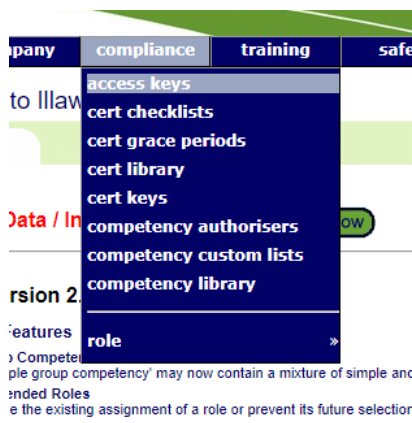 compliance training
to
access keys
cert checklists
cert grace periods
cert library
cert keys
competency authorisers
competency custom lists
competency library
role »
Data / In
Features
ple group competency' may now contain a mixture of simple and
Roles
e the existing assignment of a role or prevent its future selection